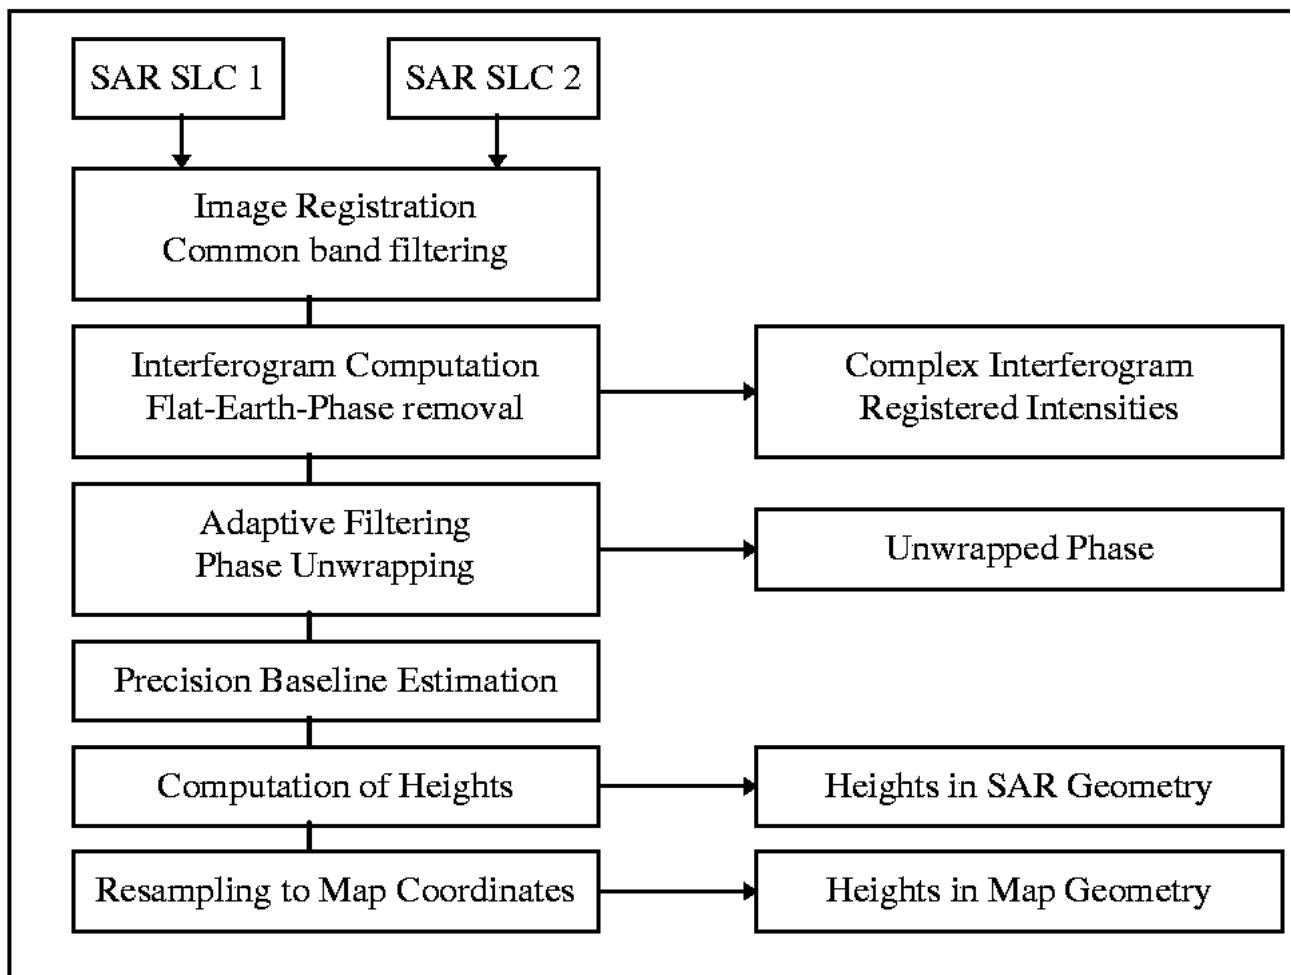 SAR SLC 1
SAR SLC 2
Image Registration
Common band filtering
Interferogram Computation
Flat-Earth-Phase removal
Complex Interferogram
Registered Intensities
Adaptive Filtering
Phase Unwrapping
Unwrapped Phase
Precision Baseline Estimation
Computation of Heights
Heights in SAR Geometry
Resampling to Map Coordinates
Heights in Map Geometry